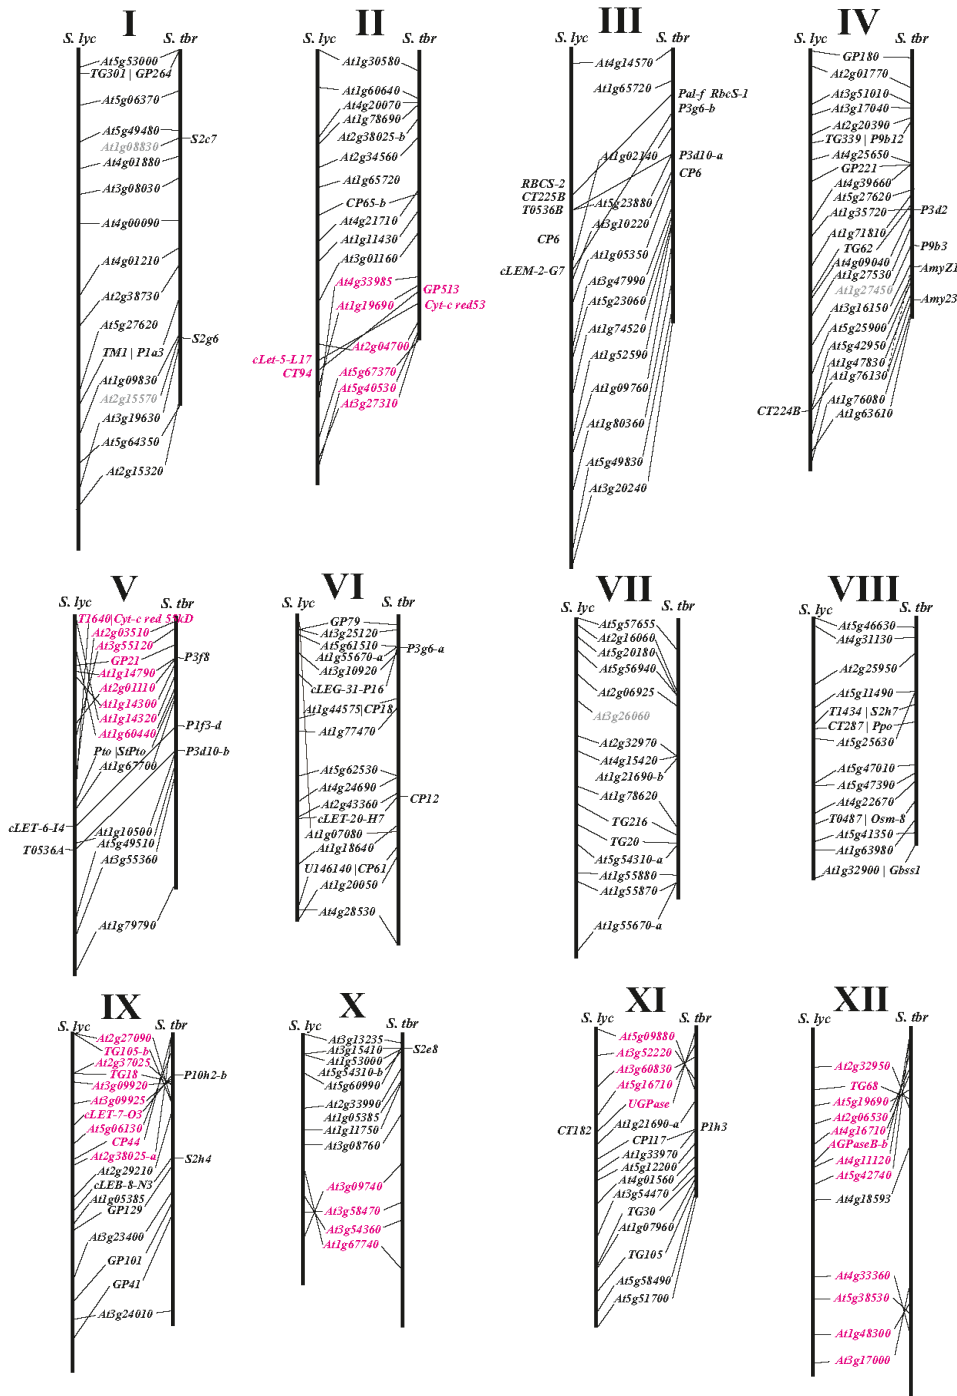 I
S. lyc S. tbr
At5g53000
TG301 | GP264
At5g06370
At5g49480
S2c7
At1g08830
At4g01880
At3g08030
At4g00090
At4g01210
At2g38730
At5g27620
S2g6
TM1 | P1a3
At1g09830
At2g15570
At3g19630
At5g64350
At2g15320
II
S. lyc S. tbr
At1g30580
At1g60640
At4g20070
At1g78690
At2g38025-b
At2g34560
At1g65720
CP65-b
At4g21710
At1g11430
At3g01160
At4g33985
GP513
At1g19690
Cyt-c red53
At2g04700
cLet-5-L17
CT94
At5g67370
At5g40530
At3g27310
III
S. lyc S. tbr
At4g14570
At1g65720
Pal-f RbcS-1
P3g6-b
At1g02140
P3d10-a
CP6
RBCS-2
CT225B
T0536B
At5g23880
At3g10220
CP6
At1g05350
cLEM-2-G7
At3g47990
At5g23060
At1g74520
At1g52590
At1g09760
At1g80360
At5g49830
At3g20240
IV
S. lyc S. tbr
GP180
At2g01770
At3g51010
At3g17040
At2g20390
TG339 | P9b12
At4g25650
GP221
At4g39660
At5g27620
At1g35720
P3d2
At1g71810
TG62
P9b3
At4g09040
AmyZ1
At1g27530
At1g27450
Amy23
At3g16150
At5g25900
At5g42950
At1g47830
At1g76130
At1g76080
CT224B
At1g63610
V
S. lyc S. tbr
T1640|Cyt-c red 55kD
At2g03510
At3g55120
GP21
P3f8
At1g14790
At2g01110
At1g14300
At1g14320
P1f3-d
At1g60440
Pto |StPto
P3d10-b
At1g67700
cLET-6-I4
At1g10500
At5g49510
T0536A
At3g55360
At1g79790
VI
S. lyc S. tbr
GP79
At3g25120
At5g61510
P3g6-a
At1g55670-a
At3g10920
cLEG-31-P16
At1g44575|CP18
At1g77470
At5g62530
At4g24690
CP12
At2g43360
cLET-20-H7
At1g07080
At1g18640
U146140 |CP61
At1g20050
At4g28530
VII
S. lyc S. tbr
At5g57655
At2g16060
At5g20180
At5g56940
At2g06925
At3g26060
At2g32970
At4g15420
At1g21690-b
At1g78620
TG216
TG20
At5g54310-a
At1g55880
At1g55870
At1g55670-a
VIII
S. lyc S. tbr
At5g46630
At4g31130
At2g25950
At5g11490
T1434 | S2h7
CT287 | Ppo
At5g25630
At5g47010
At5g47390
At4g22670
T0487 | Osm-8
At5g41350
At1g63980
At1g32900 | Gbss1
IX
S. lyc S. tbr
At2g27090
TG105-b
At2g37025
TG18
P10h2-b
At3g09920
At3g09925
cLET-7-O3
At5g06130
CP44
At2g38025-a
S2h4
At2g29210
cLEB-8-N3
At1g05385
GP129
At3g23400
GP101
GP41
At3g24010
X
S. lyc S. tbr
At3g13235
S2e8
At3g15410
At1g53000
At5g54310-b
At5g60990
At2g33990
At1g05385
At1g11750
At3g08760
At3g09740
At3g58470
At3g54360
At1g67740
XI
S. lyc S. tbr
At5g09880
At3g52220
At3g60830
At5g16710
UGPase
At1g21690-a
P1h3
CT182
CP117
At1g33970
At5g12200
At4g01560
At3g54470
TG30
At1g07960
TG105
At5g58490
At5g51700
XII
S. lyc S. tbr
At2g32950
TG68
At5g19690
At2g06530
At4g16710
AGPaseB-b
At4g11120
At5g42740
At4g18593
At4g33360
At5g38530
At1g48300
At3g17000